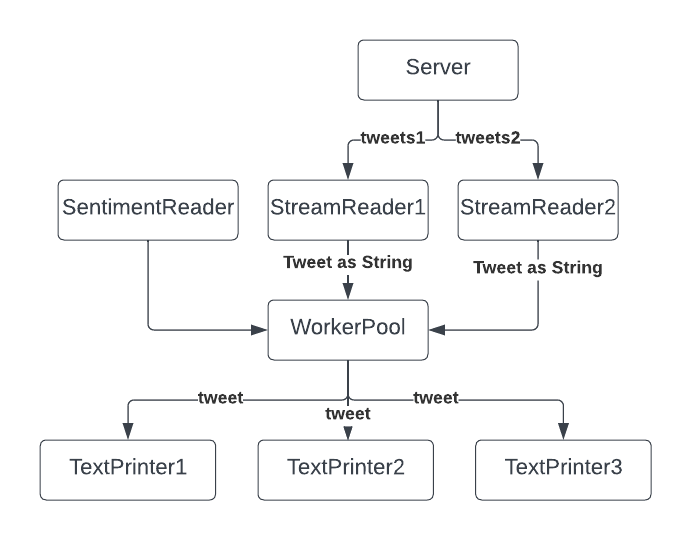 Server
tweets1
tweets2
SentimentReader
StreamReader1
StreamReader2
Tweet as String
Tweet as String
WorkerPool
tweet
tweet
tweet
TextPrinter1
TextPrinter2
TextPrinter3